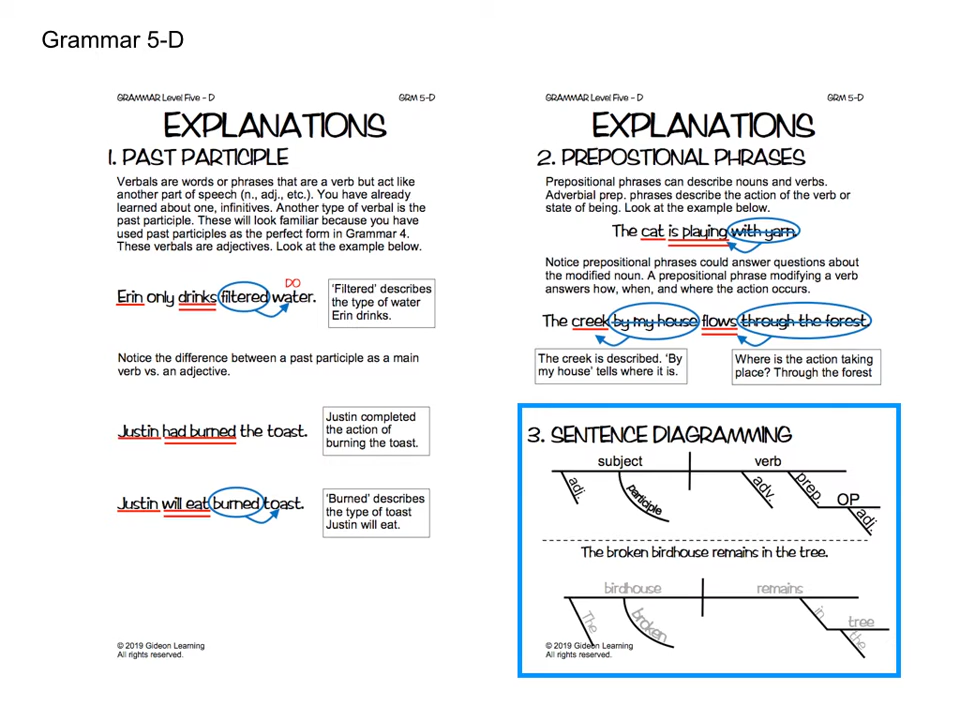 Grammar 5-D
GRAMMAR Level Five - D
GRM 5-D
EXPLANATIONS
1. PAST PARTICIPLE
Verbals are words or phrases that are a verb but act like
another part of speech (n., adj., etc.). You have already
learned about one, infinitives. Another type of verbal is the
past participle. These will look familiar because you have
used past participles as the perfect form in Grammar 4.
These verbals are adjectives. Look at the example below.
DO
Erin only drinks filtered water.
'Filtered' describes
the type of water
Erin drinks.
Notice the difference between a past participle as a main
verb vs. an adjective.
Justin had burned the toast.
Justin completed
the action of
burning the toast.
Justin will eat burned toast.
'Burned' describes
the type of toast
Justin will eat.
© 2019 Gideon Learning
All rights reserved.
GRAMMAR Level Five - D
GRM 5-D
EXPLANATIONS
2. PREPOSTIONAL PHRASES
Prepositional phrases can describe nouns and verbs.
Adverbial prep. phrases describe the action of the verb or
state of being. Look at the example below.
The cat is playing with yarn.
Notice prepositional phrases could answer questions about
the modified noun. A prepositional phrase modifying a verb
answers how, when, and where the action occurs.
The creek by my house flows through the forest.
The creek is described. 'By
my house' tells where it is.
Where is the action taking
place? Through the forest
3. SENTENCE DIAGRAMMING
subject
verb
adj.
participle
adv.
prep.
OP
adj.
The broken birdhouse remains in the tree.
birdhouse
remains
The
broken
in
tree
the
© 2019 Gideon Learning
All rights reserved.